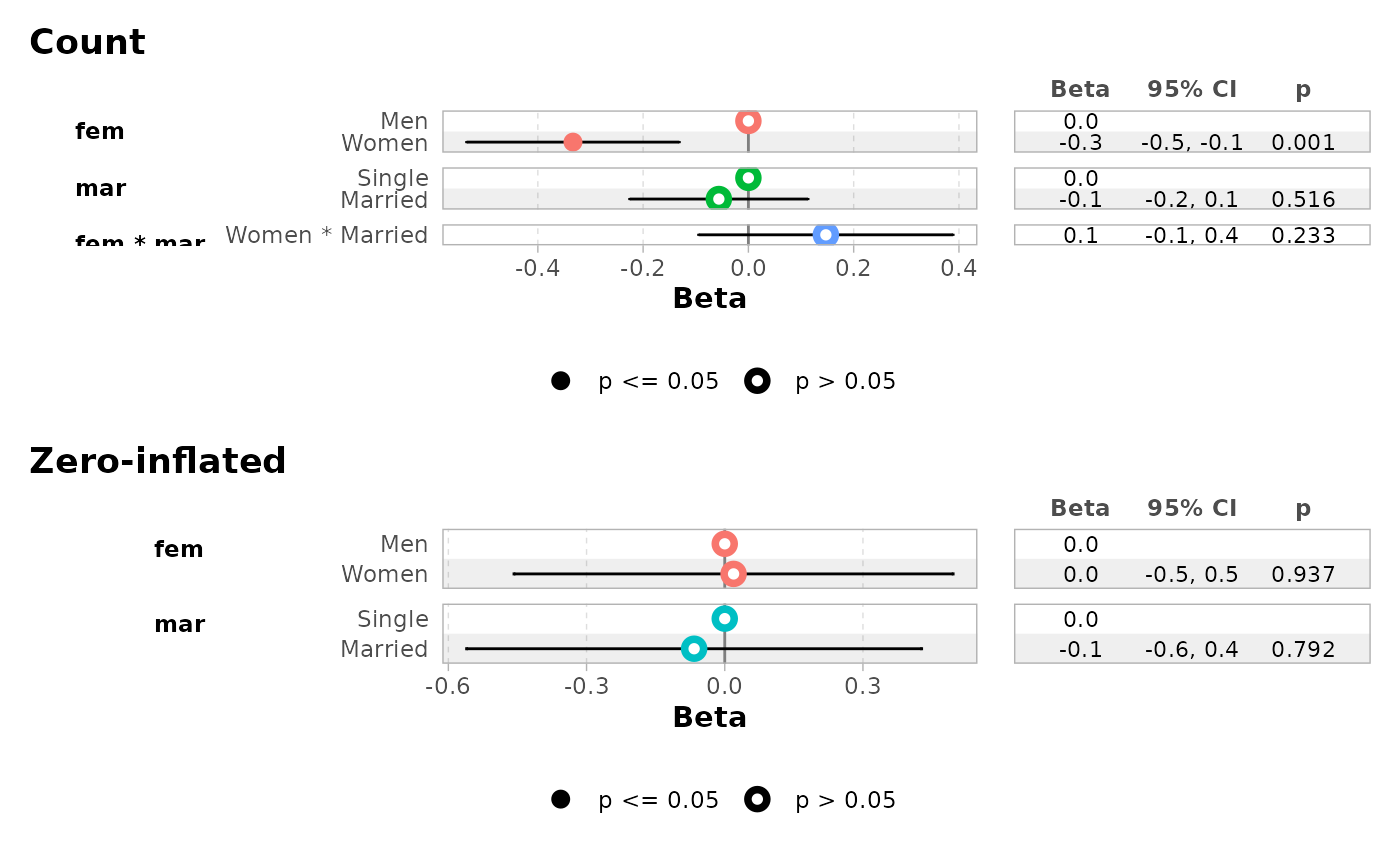 Count
Beta 95% CI p
fem Men 0.0
Women -0.3 -0.5, -0.1 0.001
mar Single 0.0
Married -0.1 -0.2, 0.1 0.516
fem * mar Women * Married 0.1 -0.1, 0.4 0.233
-0.4 -0.2 0.0 0.2 0.4
Beta
p <= 0.05 p > 0.05
Zero-inflated
Beta 95% CI p
fem Men 0.0
Women 0.0 -0.5, 0.5 0.937
mar Single 0.0
Married -0.1 -0.6, 0.4 0.792
-0.6 -0.3 0.0 0.3
Beta
p <= 0.05 p > 0.05